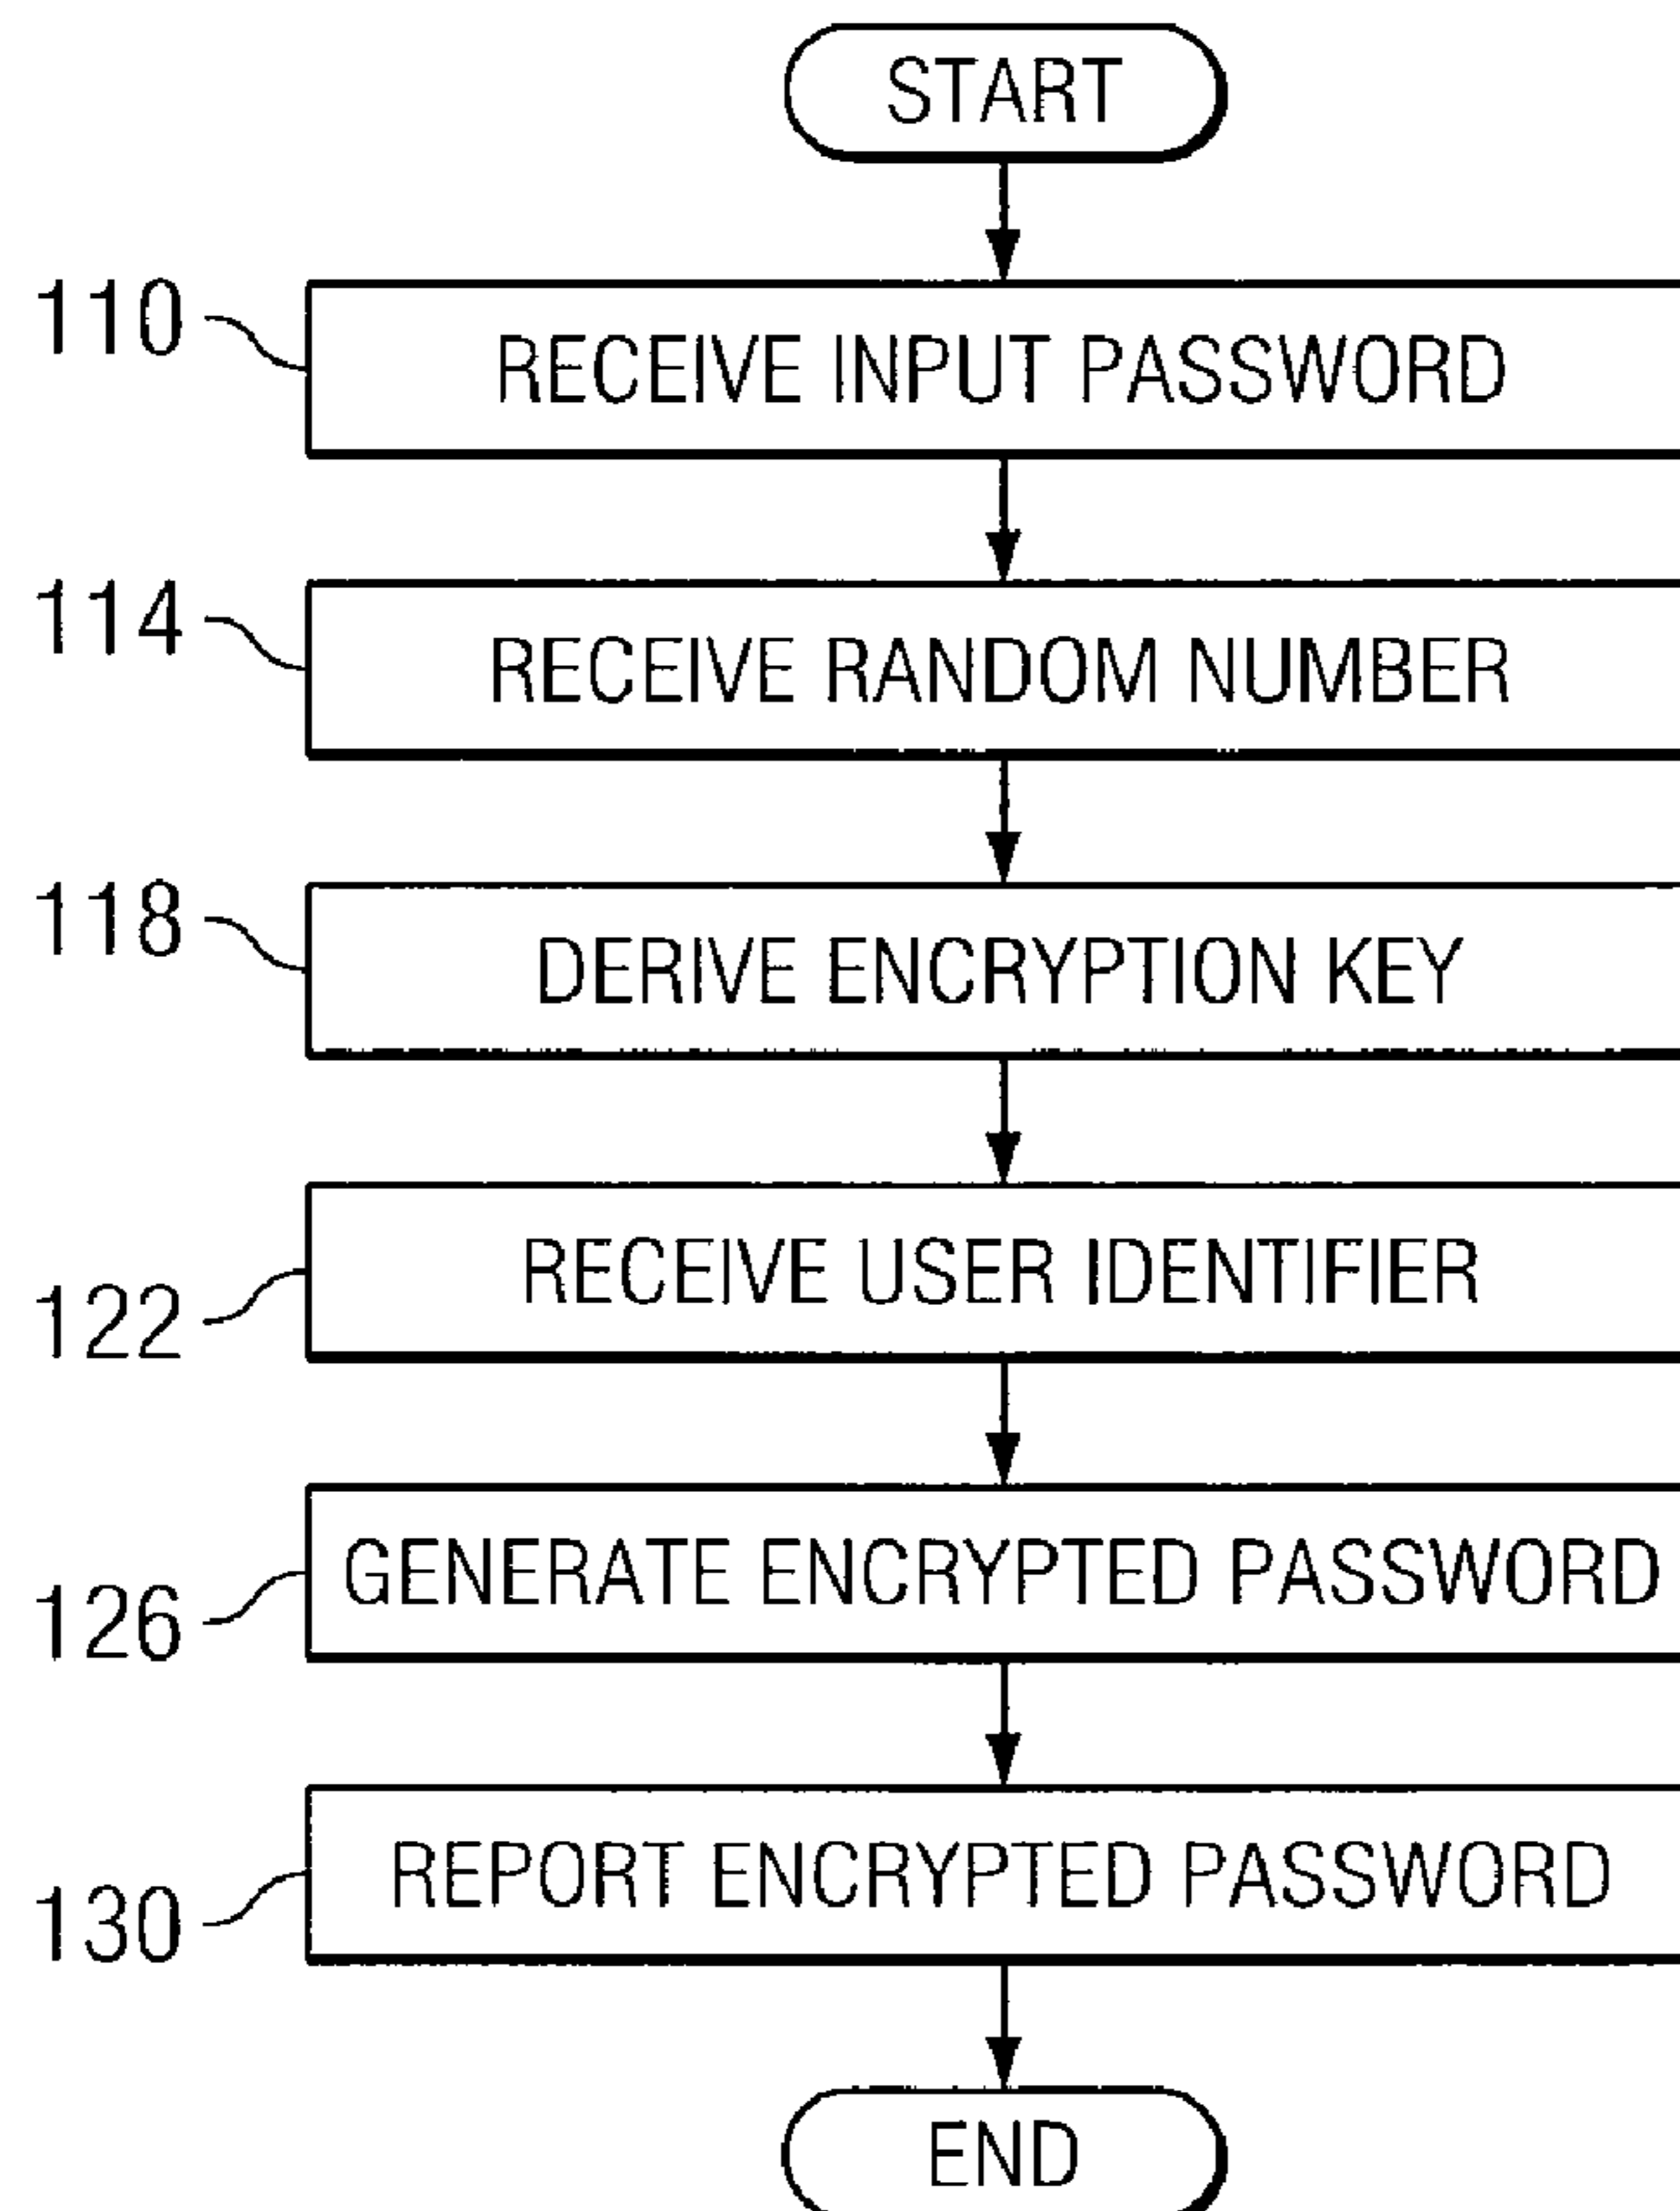 START
110
RECEIVE INPUT PASSWORD
114
RECEIVE RANDOM NUMBER
118
DERIVE ENCRYPTION KEY
122
RECEIVE USER IDENTIFIER
126
GENERATE ENCRYPTED PASSWORD
130
REPORT ENCRYPTED PASSWORD
END